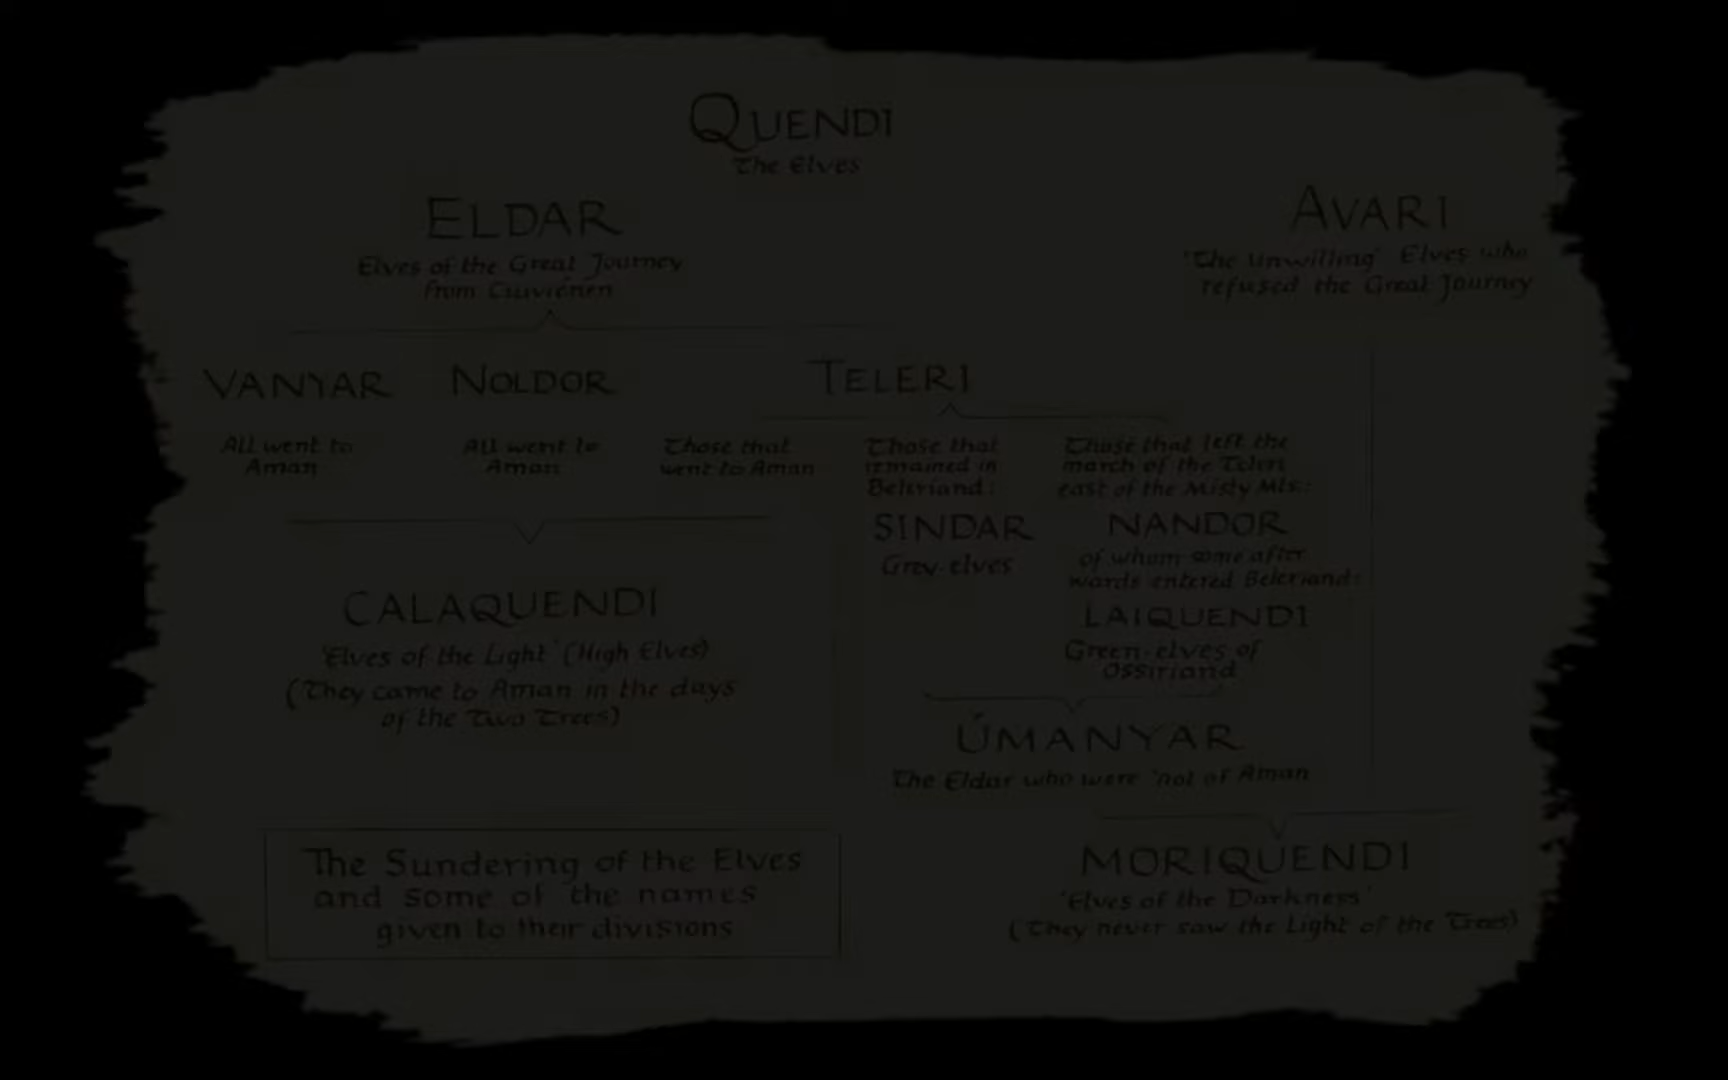 QUENDI
The Elves
ELDAR
Elves of the Great Journey
from Cuiviénen
AVARI
'The Unwilling' Elves who
refused the Great Journey
VANYAR
NOLDOR
TELERI
All went to
Aman
All went to
Aman
Those that
went to Aman
Those that
remained in
Beleriand:
SINDAR
Grey-elves
Those that left the
march of the Teleri
east of the Misty Mts.:
NANDOR
of whom some after
wards entered Beleriand:
LAIQUENDI
Green-elves of
Ossiriand
CALAQUENDI
'Elves of the Light' (High Elves)
(They came to Aman in the days
of the Two Trees)
ÚMANYAR
The Eldar who were 'not of Aman
MORIQUENDI
'Elves of the Darkness'
(They never saw the Light of the Trees)
The Sundering of the Elves
and some of the names
given to their divisions